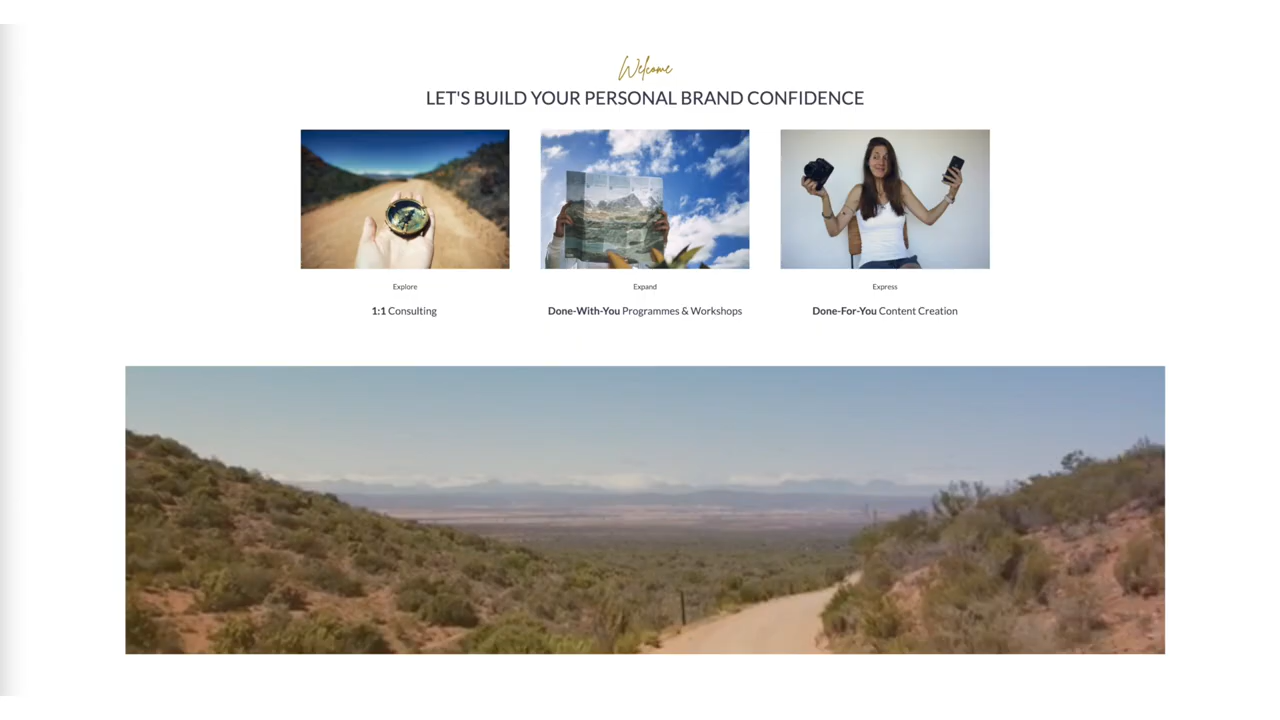 Welcome
LET'S BUILD YOUR PERSONAL BRAND CONFIDENCE
Explore
Expand
Express
1:1 Consulting
Done-With-You Programmes & Workshops
Done-For-You Content Creation